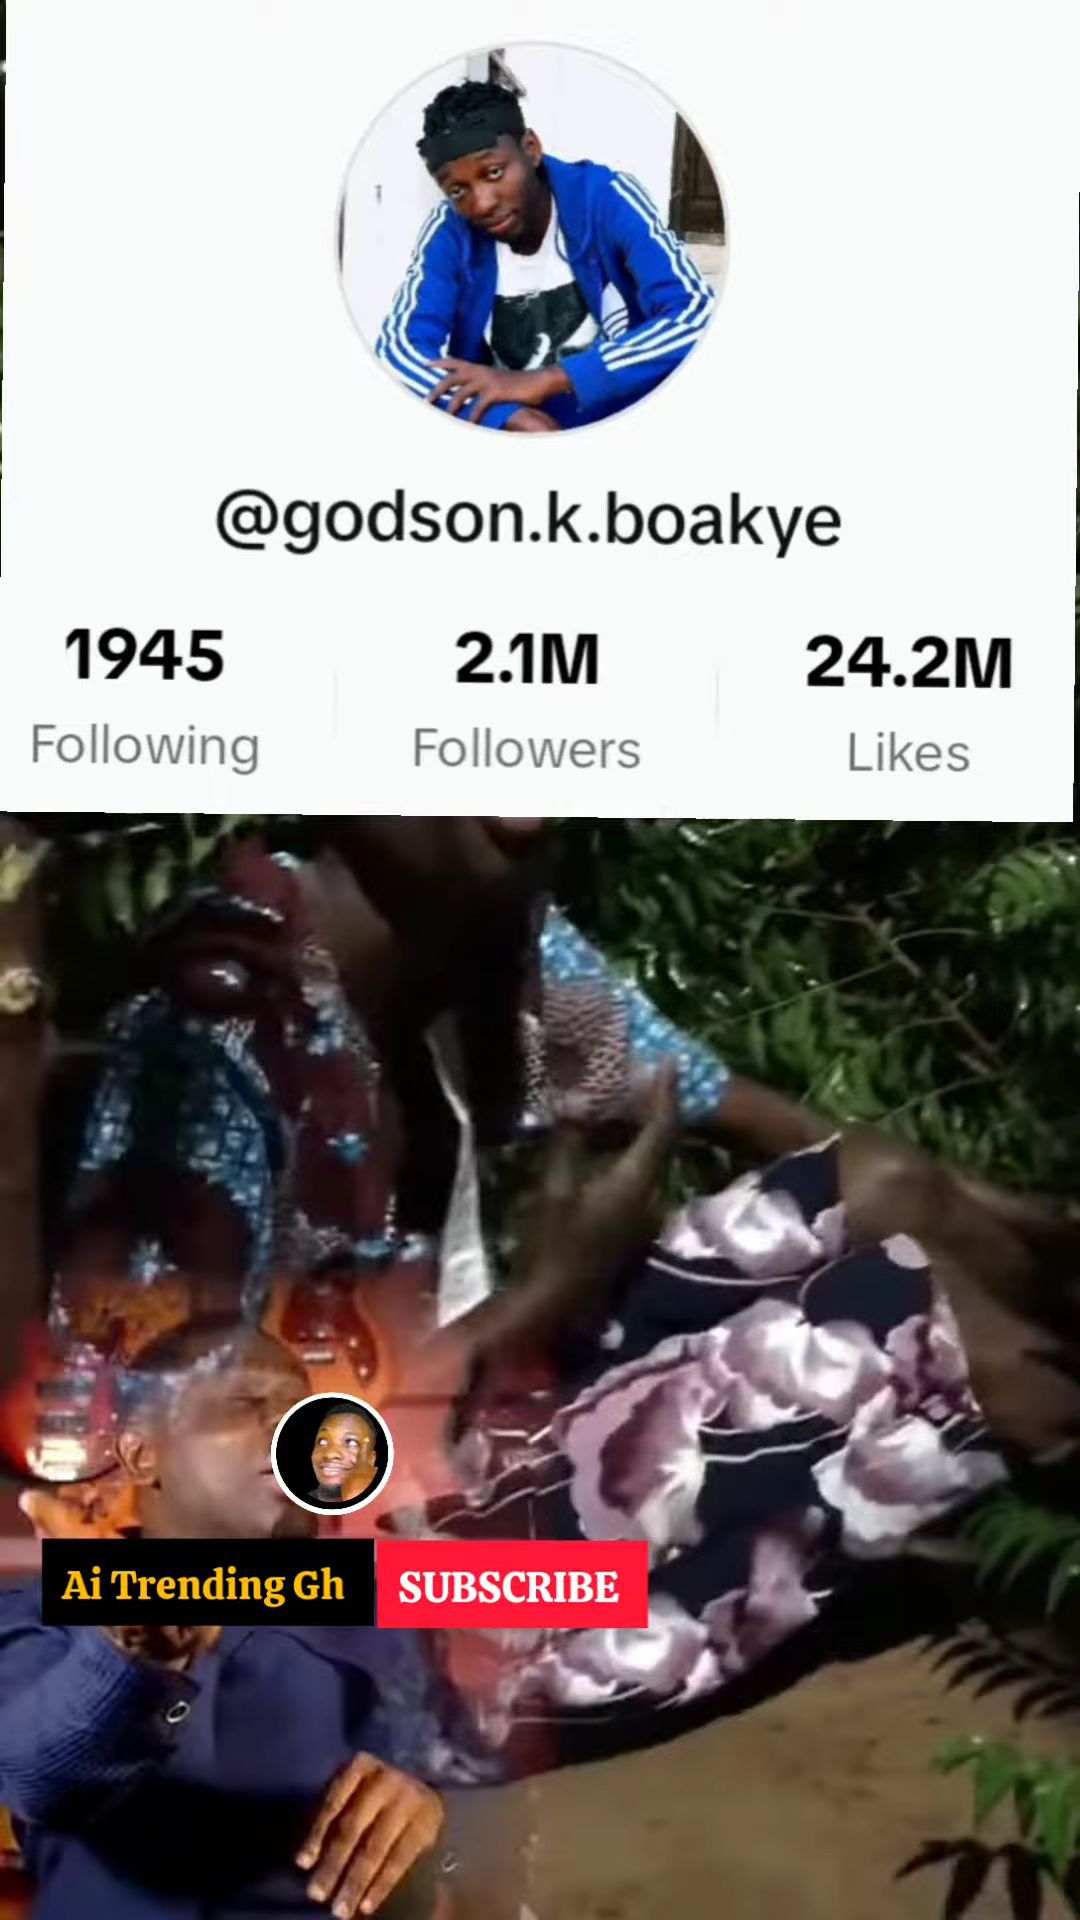 @godson.k.boakye
1945 2.1M 24.2M
Following Followers Likes
Ai Trending Gh SUBSCRIBE